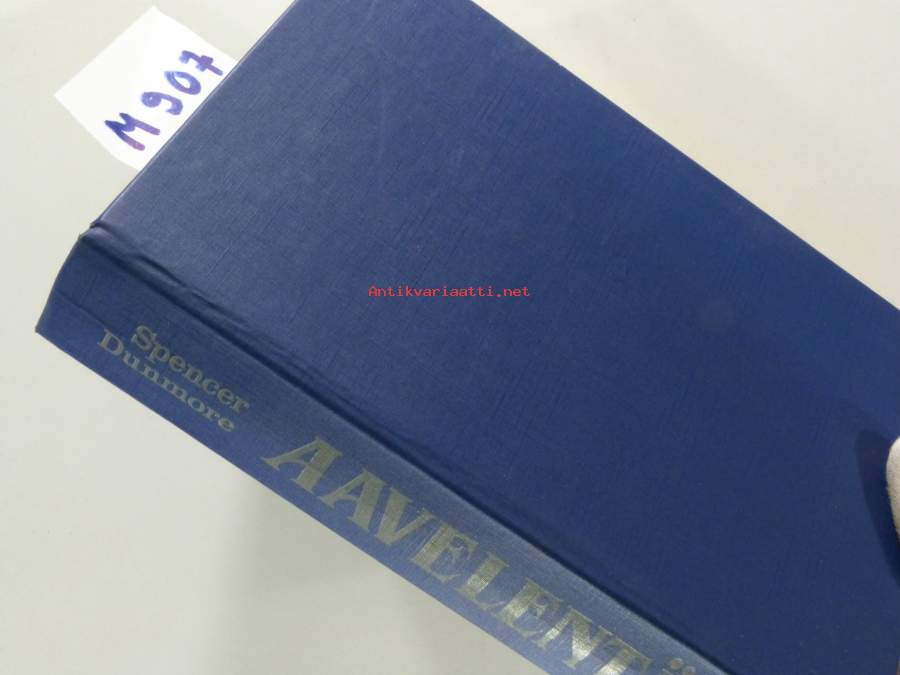 M907
Antikvariaatti.net
Spencer
Dunmore
AAVELENT